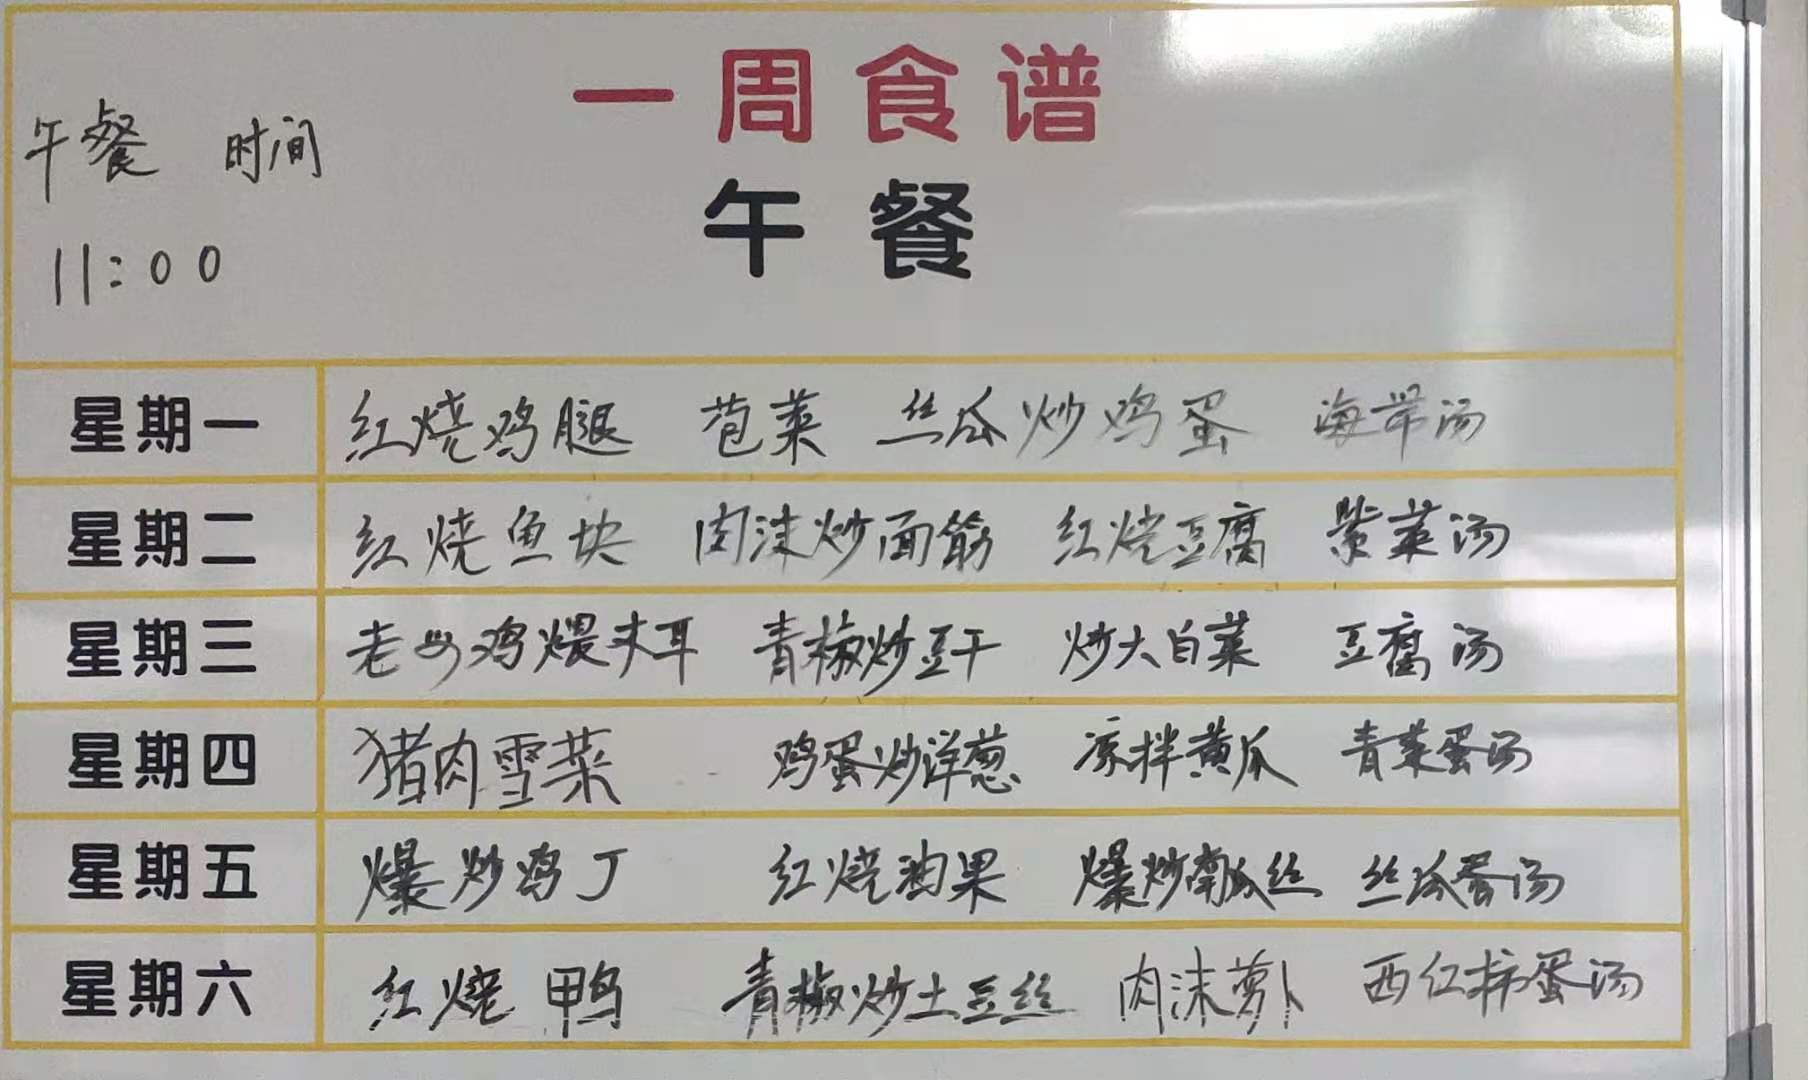 一周食谱
午餐 时间
午餐
11:00
星期一 红烧鸡腿 苞菜 丝瓜炒鸡蛋 海带汤
星期二 红烧鱼块 肉沫炒面筋 红烧豆腐 紫菜汤
星期三 老母鸡煨木耳 青椒炒豆干 炒大白菜 豆腐汤
星期四 猪肉雪菜 鸡蛋炒洋葱 凉拌黄瓜 青菜蛋汤
星期五 爆炒鸡丁 红烧油果 爆炒南瓜丝 丝瓜蛋汤
星期六 红烧鸭 青椒炒土豆丝 肉沫萝卜 西红柿蛋汤